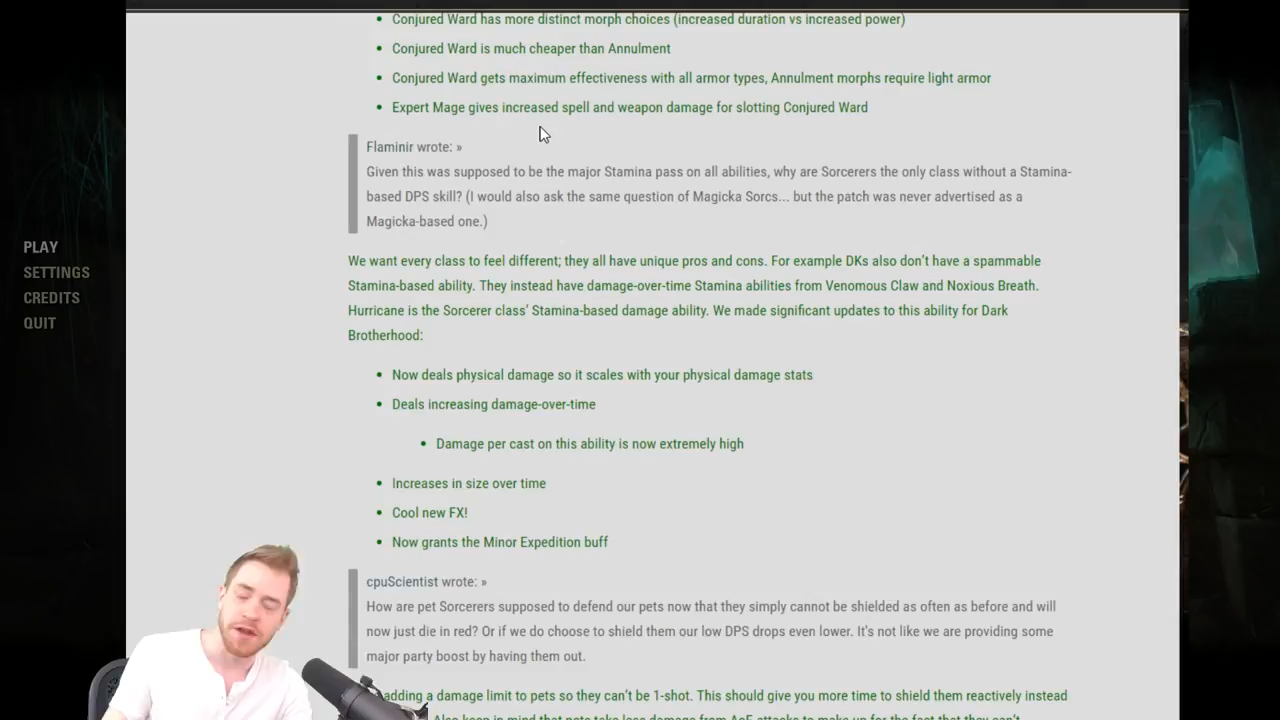 Conjured Ward has more distinct morph choices (increased duration vs increased power)
Conjured Ward is much cheaper than Annulment
Conjured Ward gets maximum effectiveness with all armor types, Annulment morphs require light armor
Expert Mage gives increased spell and weapon damage for slotting Conjured Ward
Flaminir wrote: »
Given this was supposed to be the major Stamina pass on all abilities, why are Sorcerers the only class without a Stamina-
based DPS skill? (I would also ask the same question of Magicka Sorcs... but the patch was never advertised as a
Magicka-based one.)
PLAY
SETTINGS
CREDITS
QUIT
We want every class to feel different; they all have unique pros and cons. For example DKs also don't have a spammable
Stamina-based ability. They instead have damage-over-time Stamina abilities from Venomous Claw and Noxious Breath.
Hurricane is the Sorcerer class' Stamina-based damage ability. We made significant updates to this ability for Dark
Brotherhood:
Now deals physical damage so it scales with your physical damage stats
Deals increasing damage-over-time
Damage per cast on this ability is now extremely high
Increases in size over time
Cool new FX!
Now grants the Minor Expedition buff
cpuScientist wrote: »
How are pet Sorcerers supposed to defend our pets now that they simply cannot be shielded as often as before and will
now just die in red? Or if we do choose to shield them our low DPS drops even lower. It's not like we are providing some
major party boost by having them out.
adding a damage limit to pets so they can't be 1-shot. This should give you more time to shield them reactively instead
Also keep in mind that pets take less damage from AoE attacks to make up for the fact that they can't